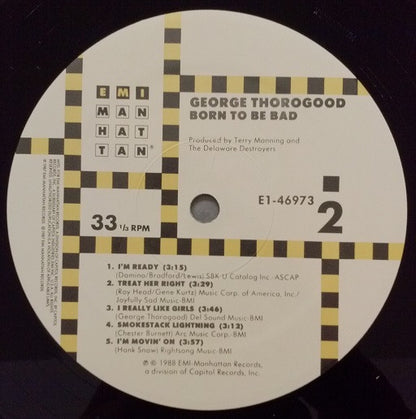 EMI
MAN
HAT
TAN®
GEORGE THOROGOOD
BORN TO BE BAD
Produced by Terry Manning and
The Delaware Destroyers
E1-46973
2
33 1/3 RPM
1. I'M READY (3:15)
(Domino/Bradford/Lewis) SBK-U Catalog Inc.-ASCAP
2. TREAT HER RIGHT (3:29)
(Roy Head/Gene Kurtz) Music Corp. of America, Inc./
Joyfully Sad Music-BMI
3. I REALLY LIKE GIRLS (3:46)
(George Thorogood) Del Sound Music-BMI
4. SMOKESTACK LIGHTNING (3:12)
(Chester Burnett) Arc Music Corp.-BMI
5. I'M MOVIN' ON (3:57)
(Hank Snow) Rightsong Music-BMI
℗ © 1988 EMI-Manhattan Records,
a division of Capitol Records, Inc.